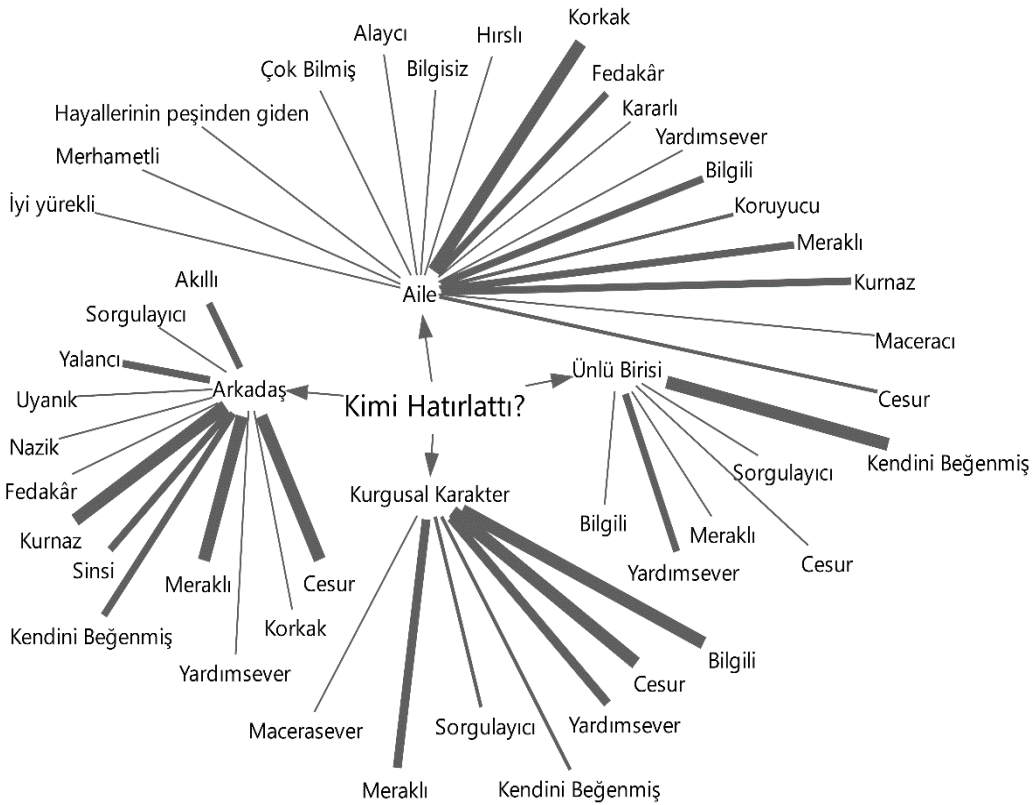 Korkak
Alaycı
Hırslı
Çok Bilmiş
Bilgisiz
Fedakâr
Hayallerinin peşinden giden
Kararlı
Yardımsever
Merhametli
Bilgili
İyi yürekli
Koruyucu
Meraklı
Akıllı
Aile
Kurnaz
Sorgulayıcı
Maceracı
Yalancı
Ünlü Birisi
Uyanık
Arkadaş
Kimi Hatırlattı?
Cesur
Nazik
Kendini Beğenmiş
Sorgulayıcı
Fedakâr
Kurgusal Karakter
Bilgili
Kurnaz
Meraklı
Sinsi
Meraklı
Cesur
Yardımsever
Cesur
Kendini Beğenmiş
Korkak
Bilgili
Yardımsever
Cesur
Macerasever
Sorgulayıcı
Yardımsever
Meraklı
Kendini Beğenmiş